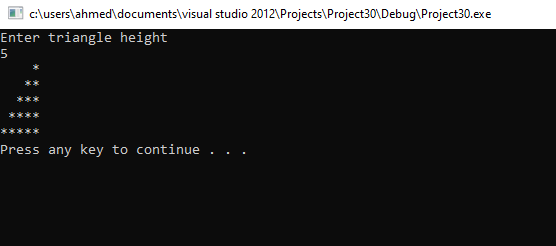 c:\users\ahmed\documents\visual studio 2012\Projects\Project30\Debug\Project30.exe
Enter triangle height
5
    *
   **
  ***
 ****
*****
Press any key to continue . . .